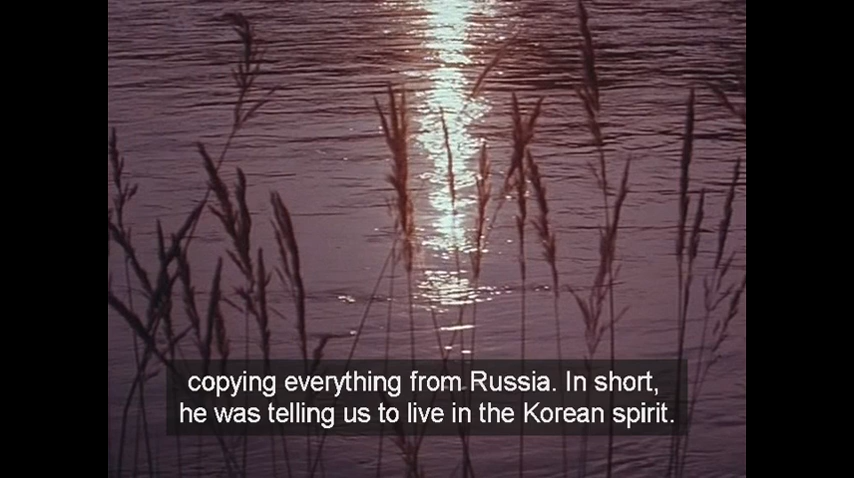 copying everything from Russia. In short,
he was telling us to live in the Korean spirit.